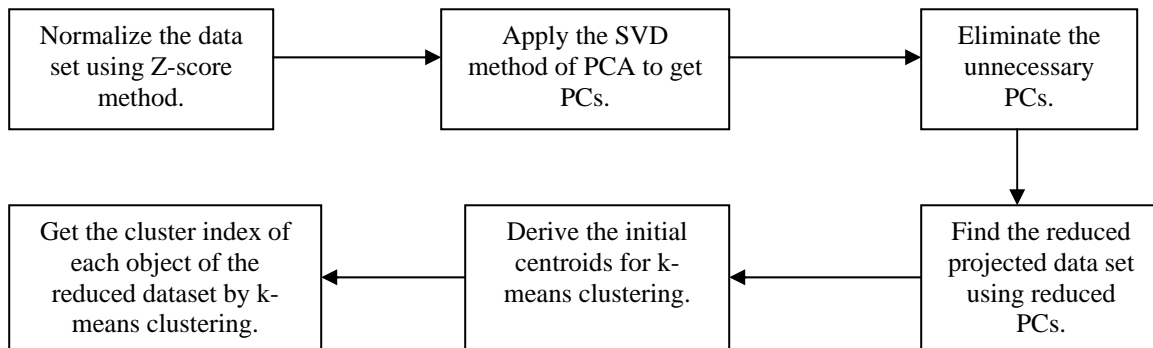 Normalize the data
set using Z-score
method.
Apply the SVD
method of PCA to get
PCs.
Eliminate the
unnecessary
PCs.
Find the reduced
projected data set
using reduced
PCs.
Derive the initial
centroids for k-
means clustering.
Get the cluster index of
each object of the
reduced dataset by k-
means clustering.